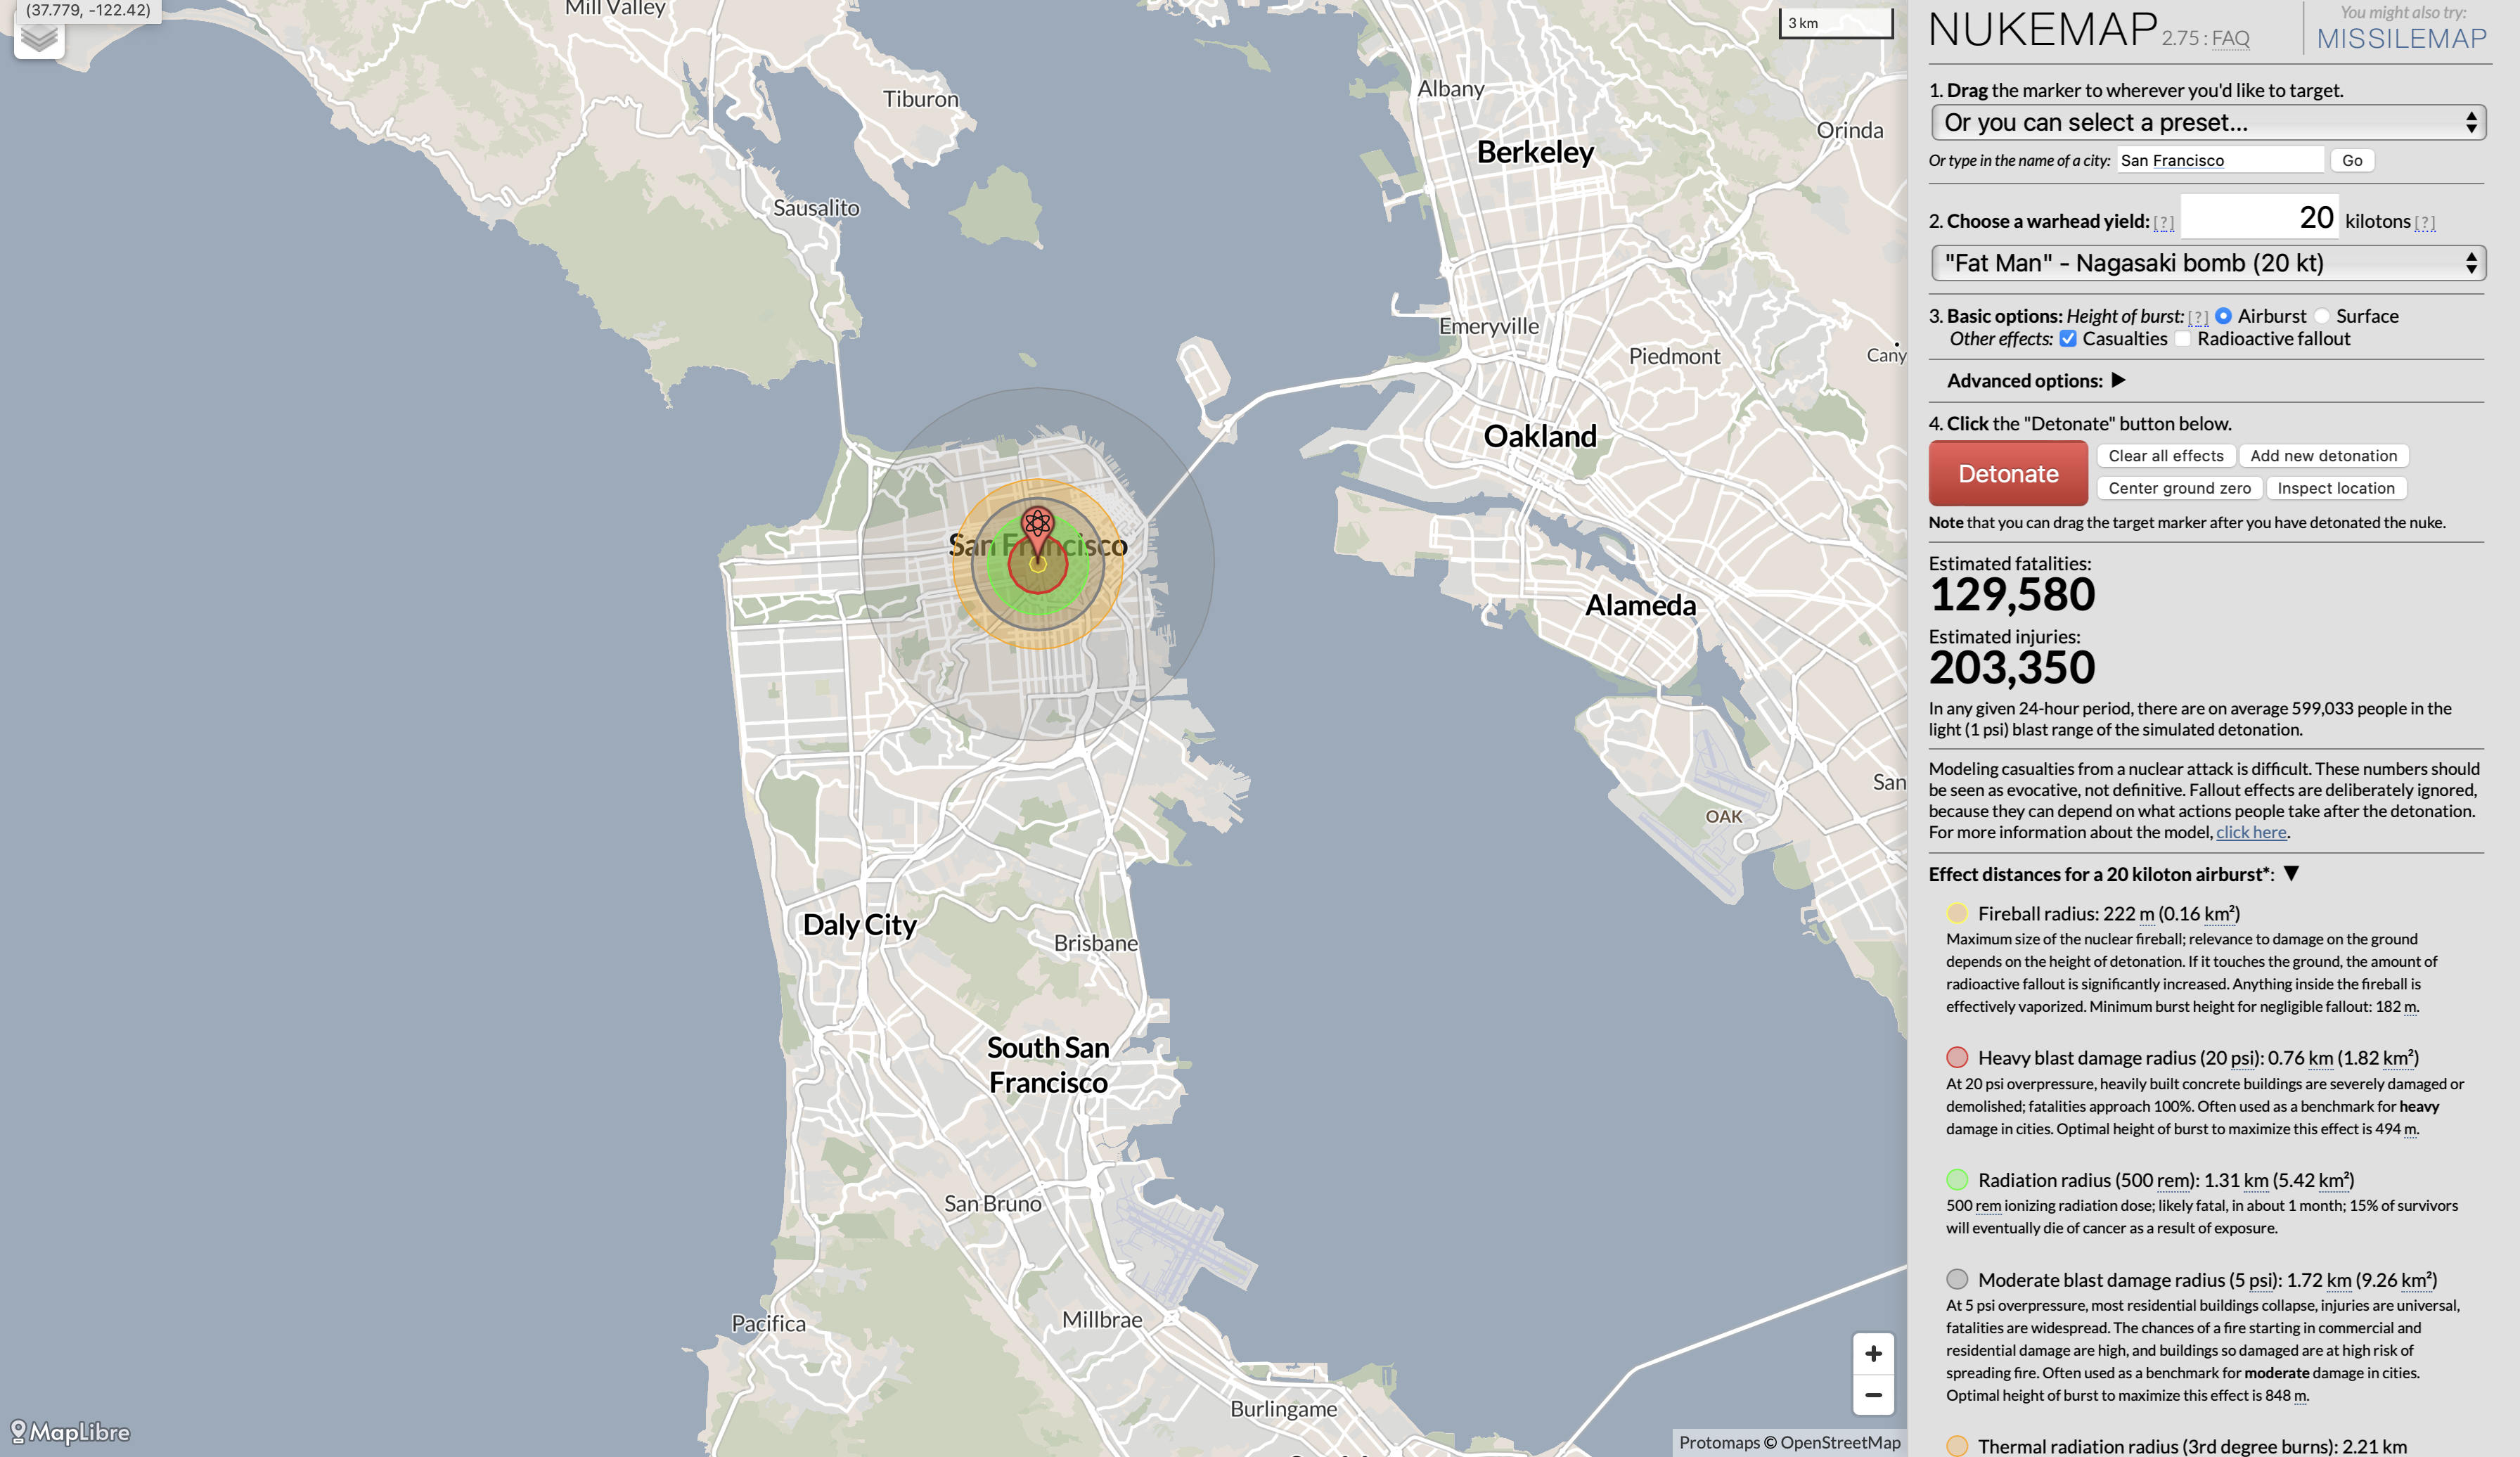 (37.779, -122.42)
Mill Valley
3 km
Tiburon
Albany
Orinda
Berkeley
Sausalito
Emeryville
Piedmont
Cany
Oakland
San Francisco
Alameda
San
OAK
Daly City
Brisbane
South San
Francisco
San Bruno
Pacifica
Millbrae
Burlingame
+
−
MapLibre
Protomaps © OpenStreetMap
NUKEMAP 2.75 : FAQ
You might also try:
MISSILEMAP
1. Drag the marker to wherever you'd like to target.
Or you can select a preset...
Or type in the name of a city: San Francisco Go
2. Choose a warhead yield: [?] 20 kilotons [?]
"Fat Man" - Nagasaki bomb (20 kt)
3. Basic options: Height of burst: [?] Airburst Surface
Other effects: Casualties Radioactive fallout
Advanced options: ▶
4. Click the "Detonate" button below.
Detonate
Clear all effects Add new detonation
Center ground zero Inspect location
Note that you can drag the target marker after you have detonated the nuke.
Estimated fatalities:
129,580
Estimated injuries:
203,350
In any given 24-hour period, there are on average 599,033 people in the
light (1 psi) blast range of the simulated detonation.
Modeling casualties from a nuclear attack is difficult. These numbers should
be seen as evocative, not definitive. Fallout effects are deliberately ignored,
because they can depend on what actions people take after the detonation.
For more information about the model, click here.
Effect distances for a 20 kiloton airburst*: ▼
Fireball radius: 222 m (0.16 km²)
Maximum size of the nuclear fireball; relevance to damage on the ground
depends on the height of detonation. If it touches the ground, the amount of
radioactive fallout is significantly increased. Anything inside the fireball is
effectively vaporized. Minimum burst height for negligible fallout: 182 m.
Heavy blast damage radius (20 psi): 0.76 km (1.82 km²)
At 20 psi overpressure, heavily built concrete buildings are severely damaged or
demolished; fatalities approach 100%. Often used as a benchmark for heavy
damage in cities. Optimal height of burst to maximize this effect is 494 m.
Radiation radius (500 rem): 1.31 km (5.42 km²)
500 rem ionizing radiation dose; likely fatal, in about 1 month; 15% of survivors
will eventually die of cancer as a result of exposure.
Moderate blast damage radius (5 psi): 1.72 km (9.26 km²)
At 5 psi overpressure, most residential buildings collapse, injuries are universal,
fatalities are widespread. The chances of a fire starting in commercial and
residential damage are high, and buildings so damaged are at high risk of
spreading fire. Often used as a benchmark for moderate damage in cities.
Optimal height of burst to maximize this effect is 848 m.
Thermal radiation radius (3rd degree burns): 2.21 km